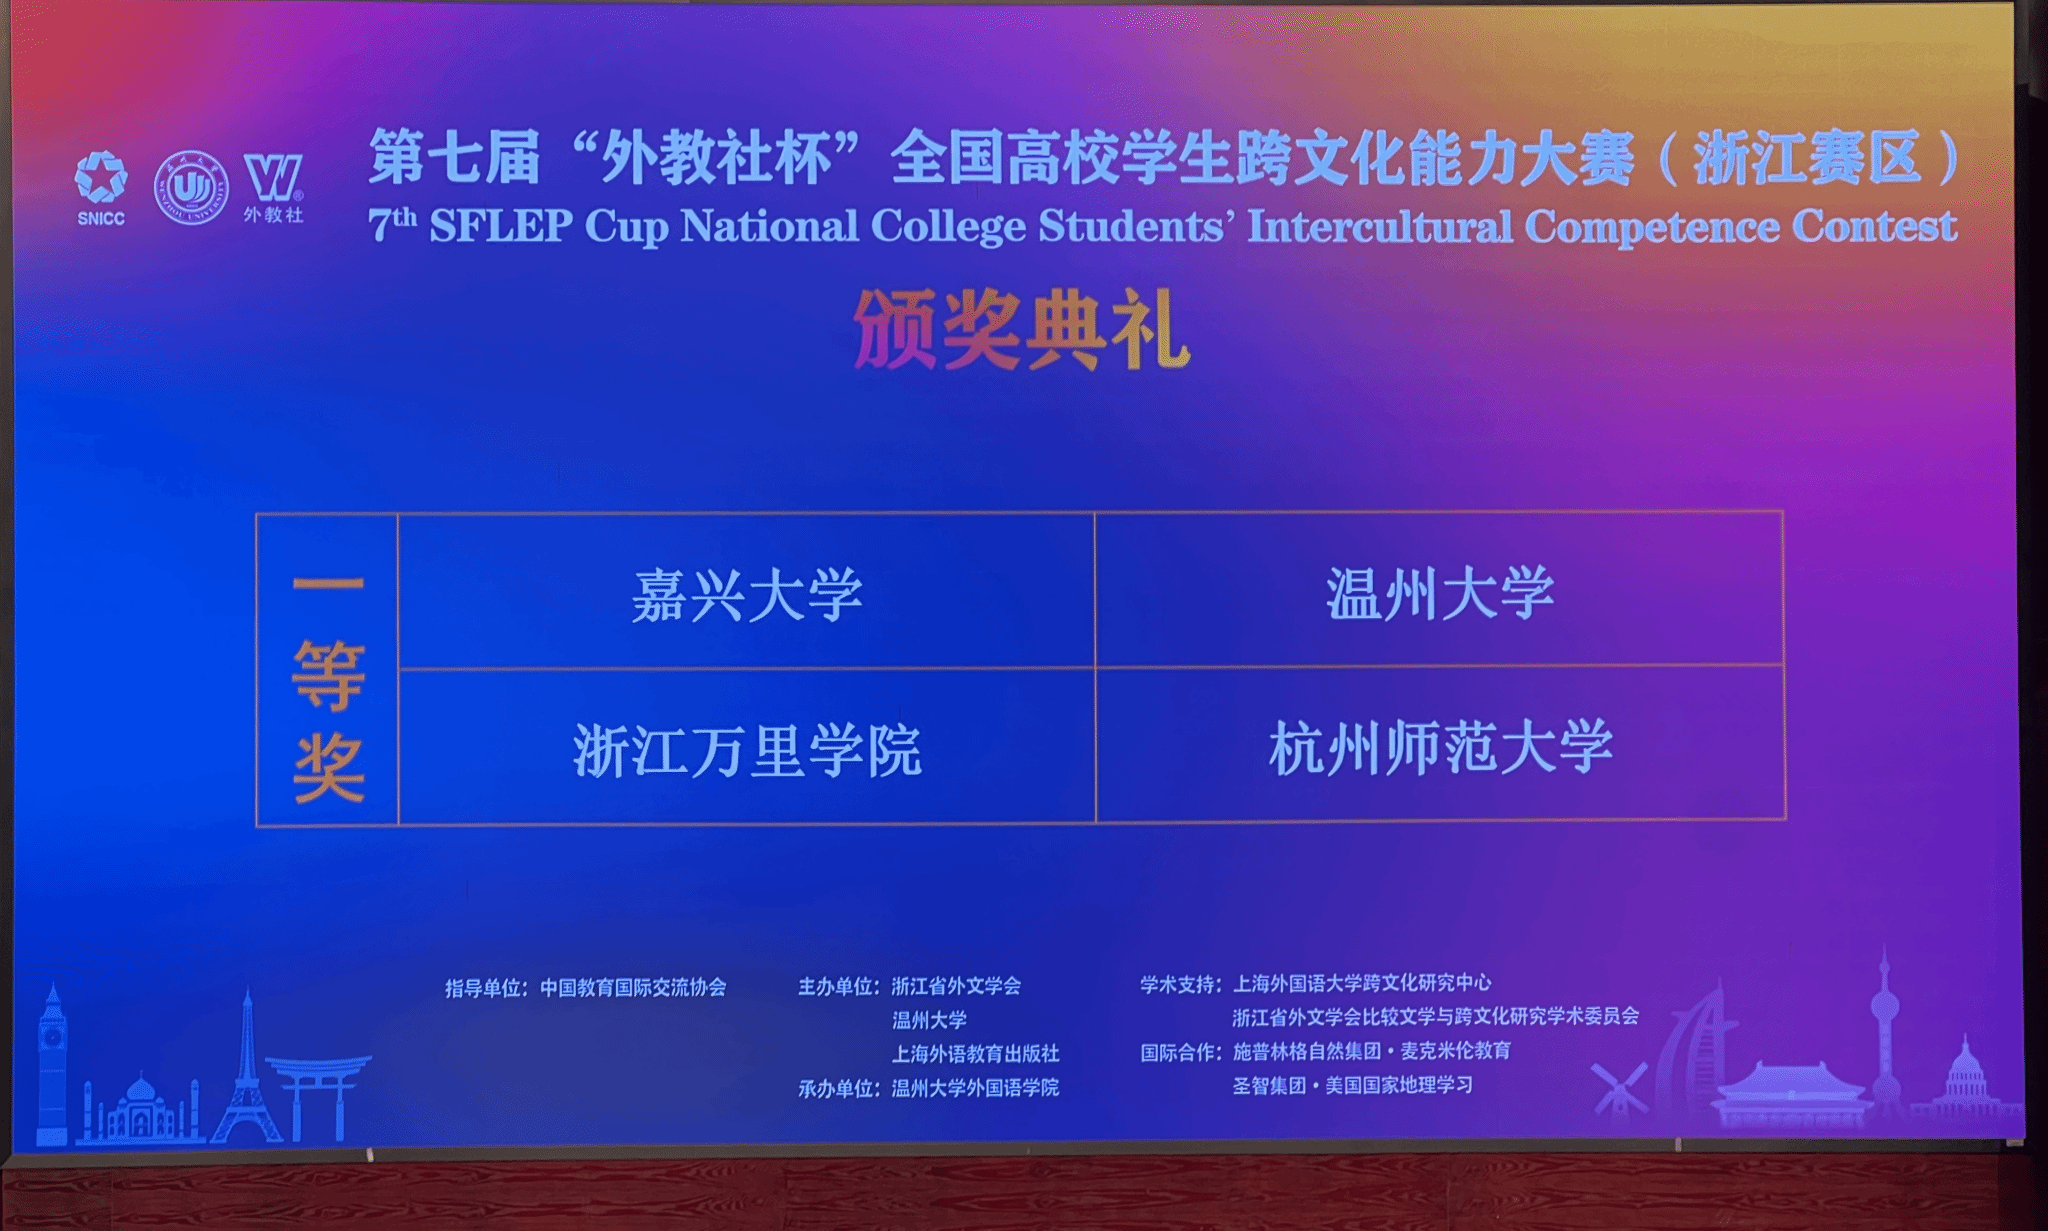 SNICC
WENZHOU UNIVERSITY
外教社
第七届“外教社杯”全国高校学生跨文化能力大赛（浙江赛区）
7th SFLEP Cup National College Students’ Intercultural Competence Contest
颁奖典礼
一等奖
嘉兴大学 温州大学
浙江万里学院 杭州师范大学
指导单位：中国教育国际交流协会
主办单位：浙江省外文学会
温州大学
上海外语教育出版社
承办单位：温州大学外国语学院
学术支持：上海外国语大学跨文化研究中心
浙江省外文学会比较文学与跨文化研究学术委员会
国际合作：施普林格自然集团·麦克米伦教育
圣智集团·美国国家地理学习